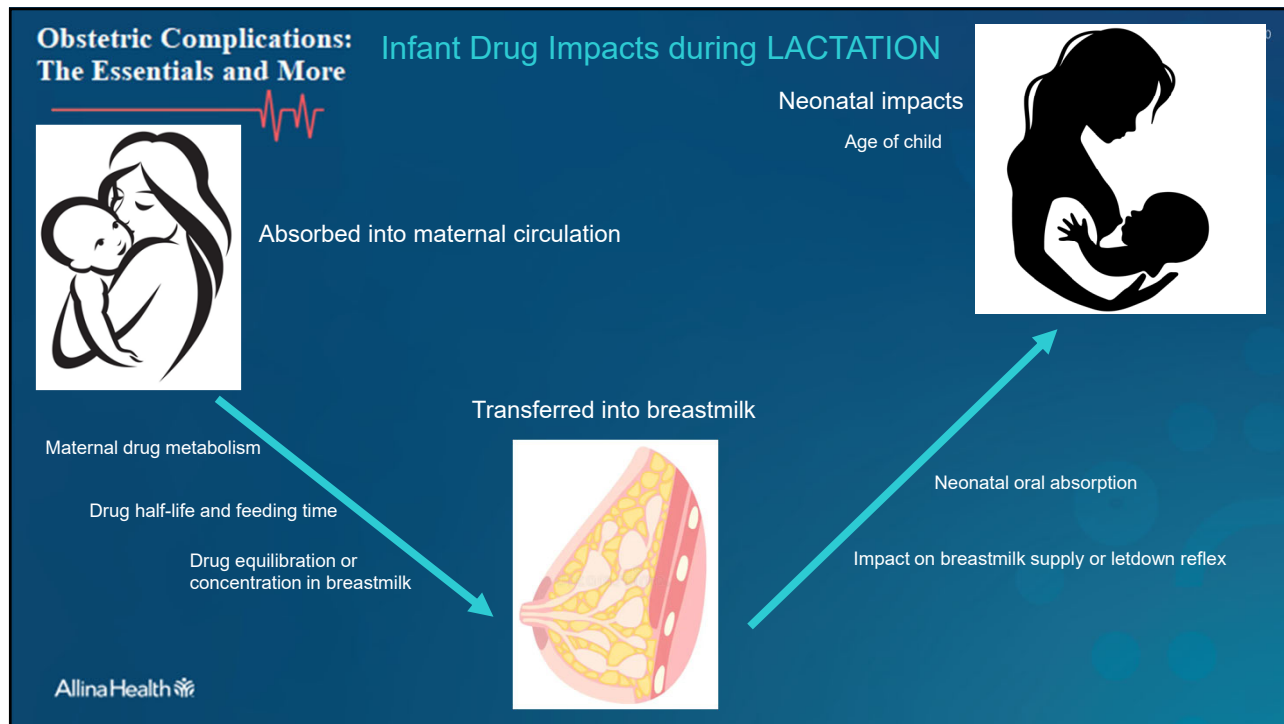 Obstetric Complications:
The Essentials and More
Infant Drug Impacts during LACTATION
Neonatal impacts
Age of child
Absorbed into maternal circulation
Transferred into breastmilk
Maternal drug metabolism
Drug half-life and feeding time
Drug equilibration or
concentration in breastmilk
Neonatal oral absorption
Impact on breastmilk supply or letdown reflex
AllinaHealth